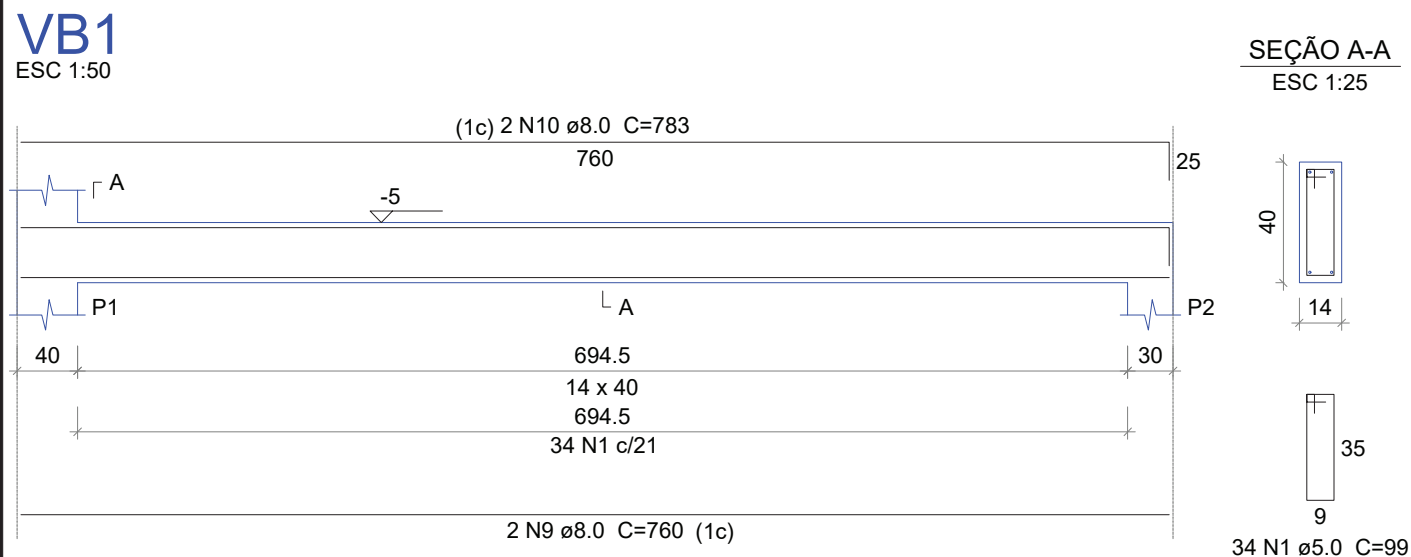 VB1
ESC 1:50
SEÇÃO A-A
ESC 1:25
(1c) 2 N10 ø8.0 C=783
760
25
A
-5
40
P1
A
P2
14
40
694.5
30
14 x 40
694.5
34 N1 c/21
35
2 N9 ø8.0 C=760 (1c)
9
34 N1 ø5.0 C=99